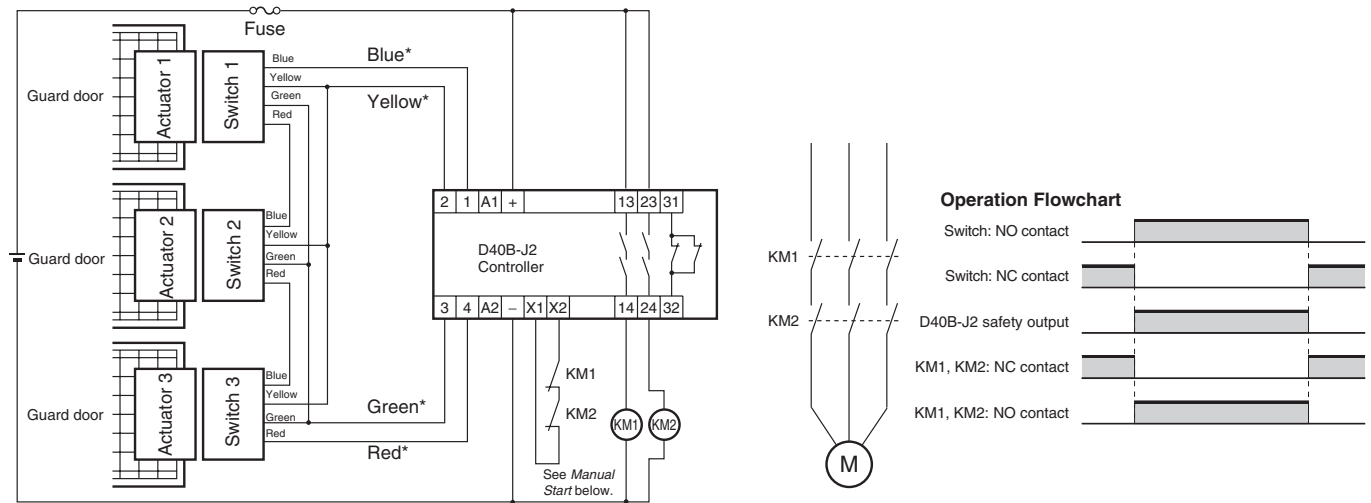 Fuse
Guard door
Actuator 1
Switch 1
Blue
Yellow
Green
Red
Blue*
Yellow*
Guard door
Actuator 2
Switch 2
Blue
Yellow
Green
Red
Guard door
Actuator 3
Switch 3
Blue
Yellow
Green
Red
Green*
Red*
2 1 A1 + 13 23 31
D40B-J2
Controller
3 4 A2 − X1 X2 14 24 32
KM1
KM2
KM1 KM2
See Manual
Start below.
KM1
KM2
M
Operation Flowchart
Switch: NO contact
Switch: NC contact
D40B-J2 safety output
KM1, KM2: NC contact
KM1, KM2: NO contact